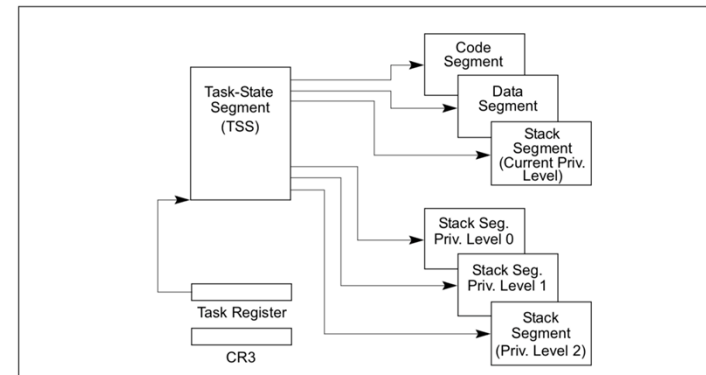 Code
Segment
Task-State
Segment
(TSS)
Data
Segment
Stack
Segment
(Current Priv.
Level)
Stack Seg.
Priv. Level 0
Stack Seg.
Priv. Level 1
Stack
Segment
(Priv. Level 2)
Task Register
CR3